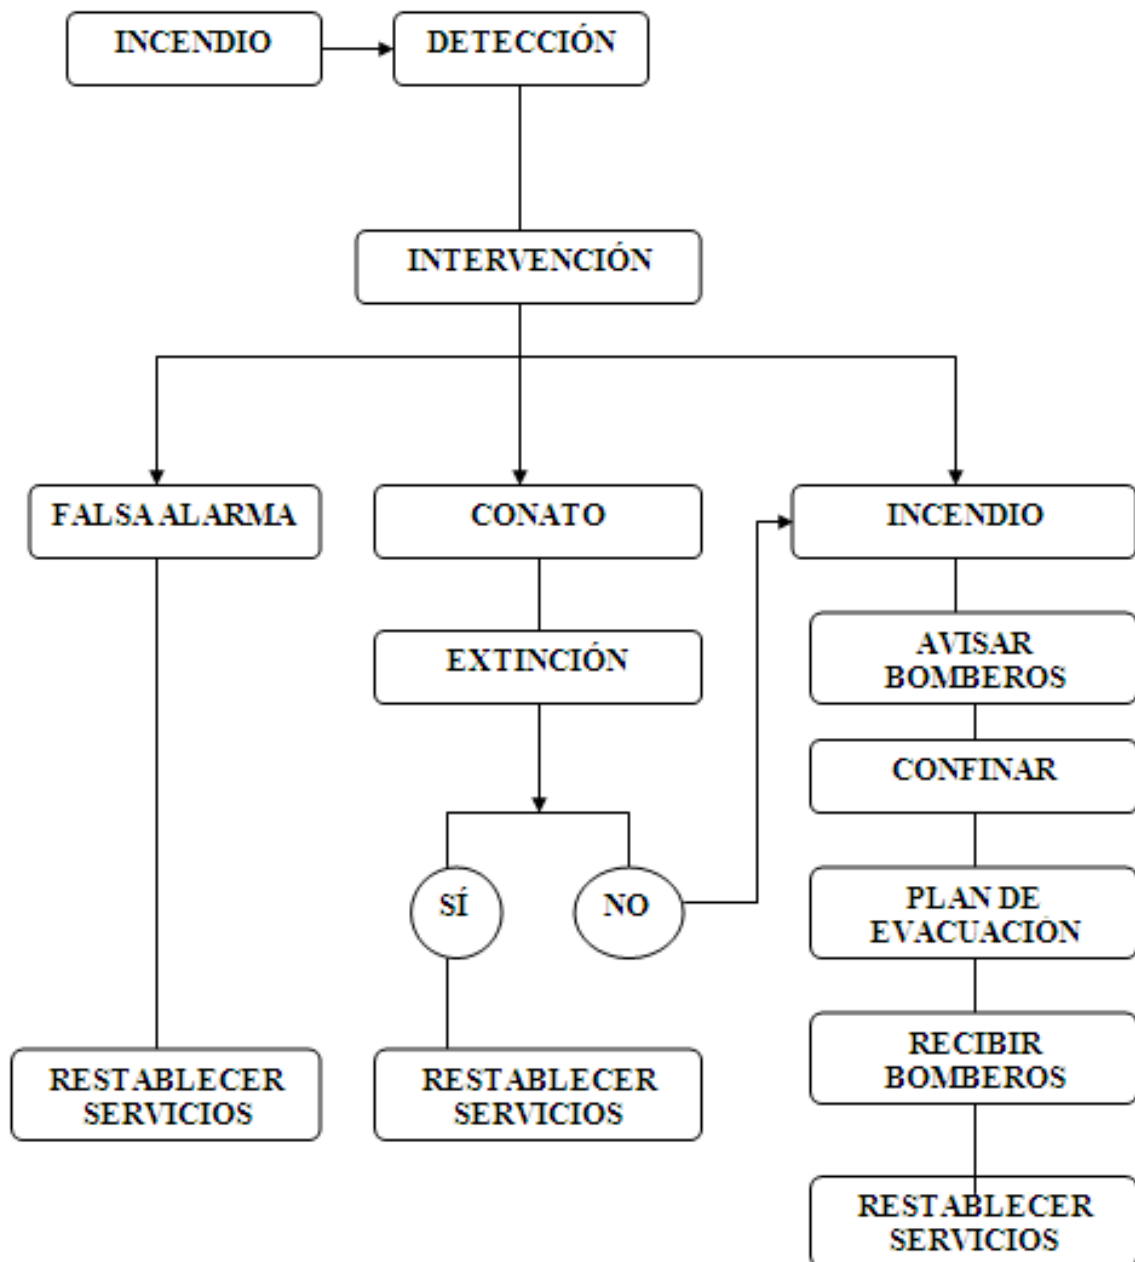 INCENDIO
DETECCIÓN
INTERVENCIÓN
FALSA ALARMA
CONATO
INCENDIO
EXTINCIÓN
AVISAR
BOMBEROS
CONFINAR
SÍ
NO
PLAN DE
EVACUACIÓN
RECIBIR
BOMBEROS
RESTABLECER
SERVICIOS
RESTABLECER
SERVICIOS
RESTABLECER
SERVICIOS